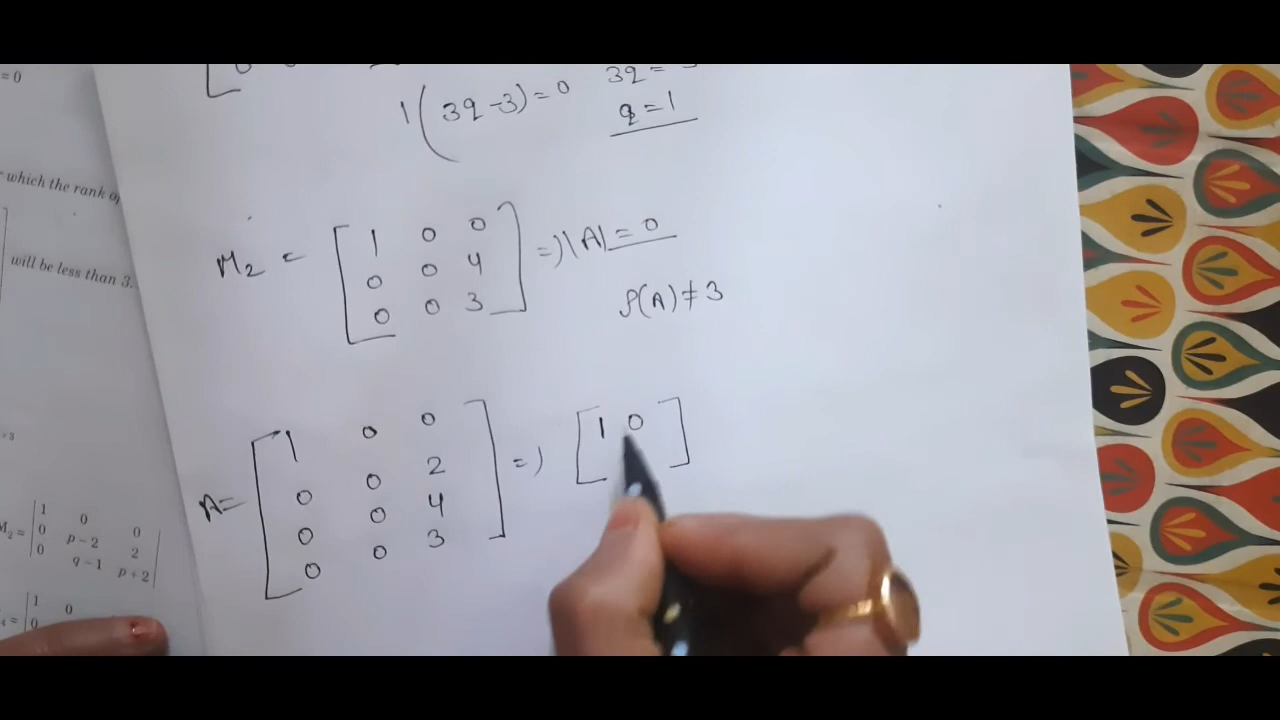 = 0
which the rank of
will be less than 3.
1(3q-3)=0
3q =
q = 1
M2 = [ 1 0 0
0 0 4
0 0 3 ] =) |A| = 0
ρ(A) ≠ 3
A = [ 1 0 0
0 0 2
0 0 4
0 0 3 ] =) [ 1 0 ]
M2 = | 1 0 0
0 p-2 2
0 q-1 p+2 |
= | 1 0
0